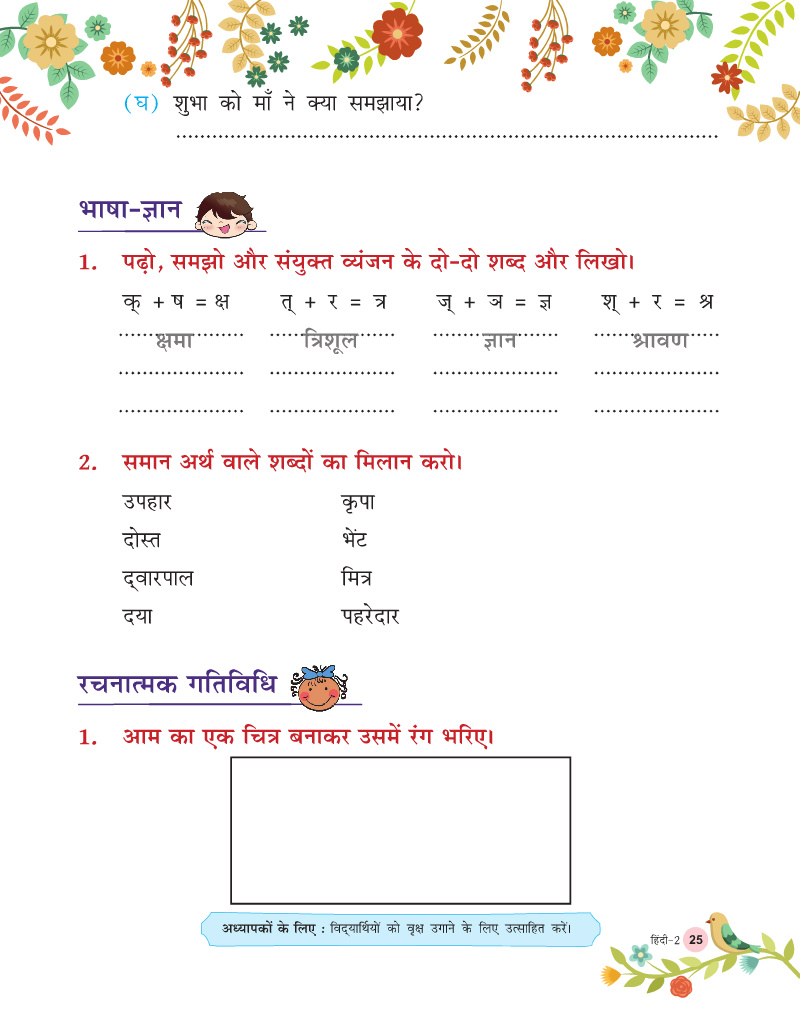 (घ) शुभा को माँ ने क्या समझाया?
भाषा-ज्ञान
1. पढ़ो, समझो और संयुक्त व्यंजन के दो-दो शब्द और लिखो।
क् + ष = क्ष त् + र = त्र ज् + ञ = ज्ञ श् + र = श्र
क्षमा त्रिशूल ज्ञान श्रावण
2. समान अर्थ वाले शब्दों का मिलान करो।
उपहार कृपा
दोस्त भेंट
द्‌वारपाल मित्र
दया पहरेदार
रचनात्मक गतिविधि
1. आम का एक चित्र बनाकर उसमें रंग भरिए।
अध्यापकों के लिए : विद्‌यार्थियों को वृक्ष उगाने के लिए उत्साहित करें।
हिंदी-2 25